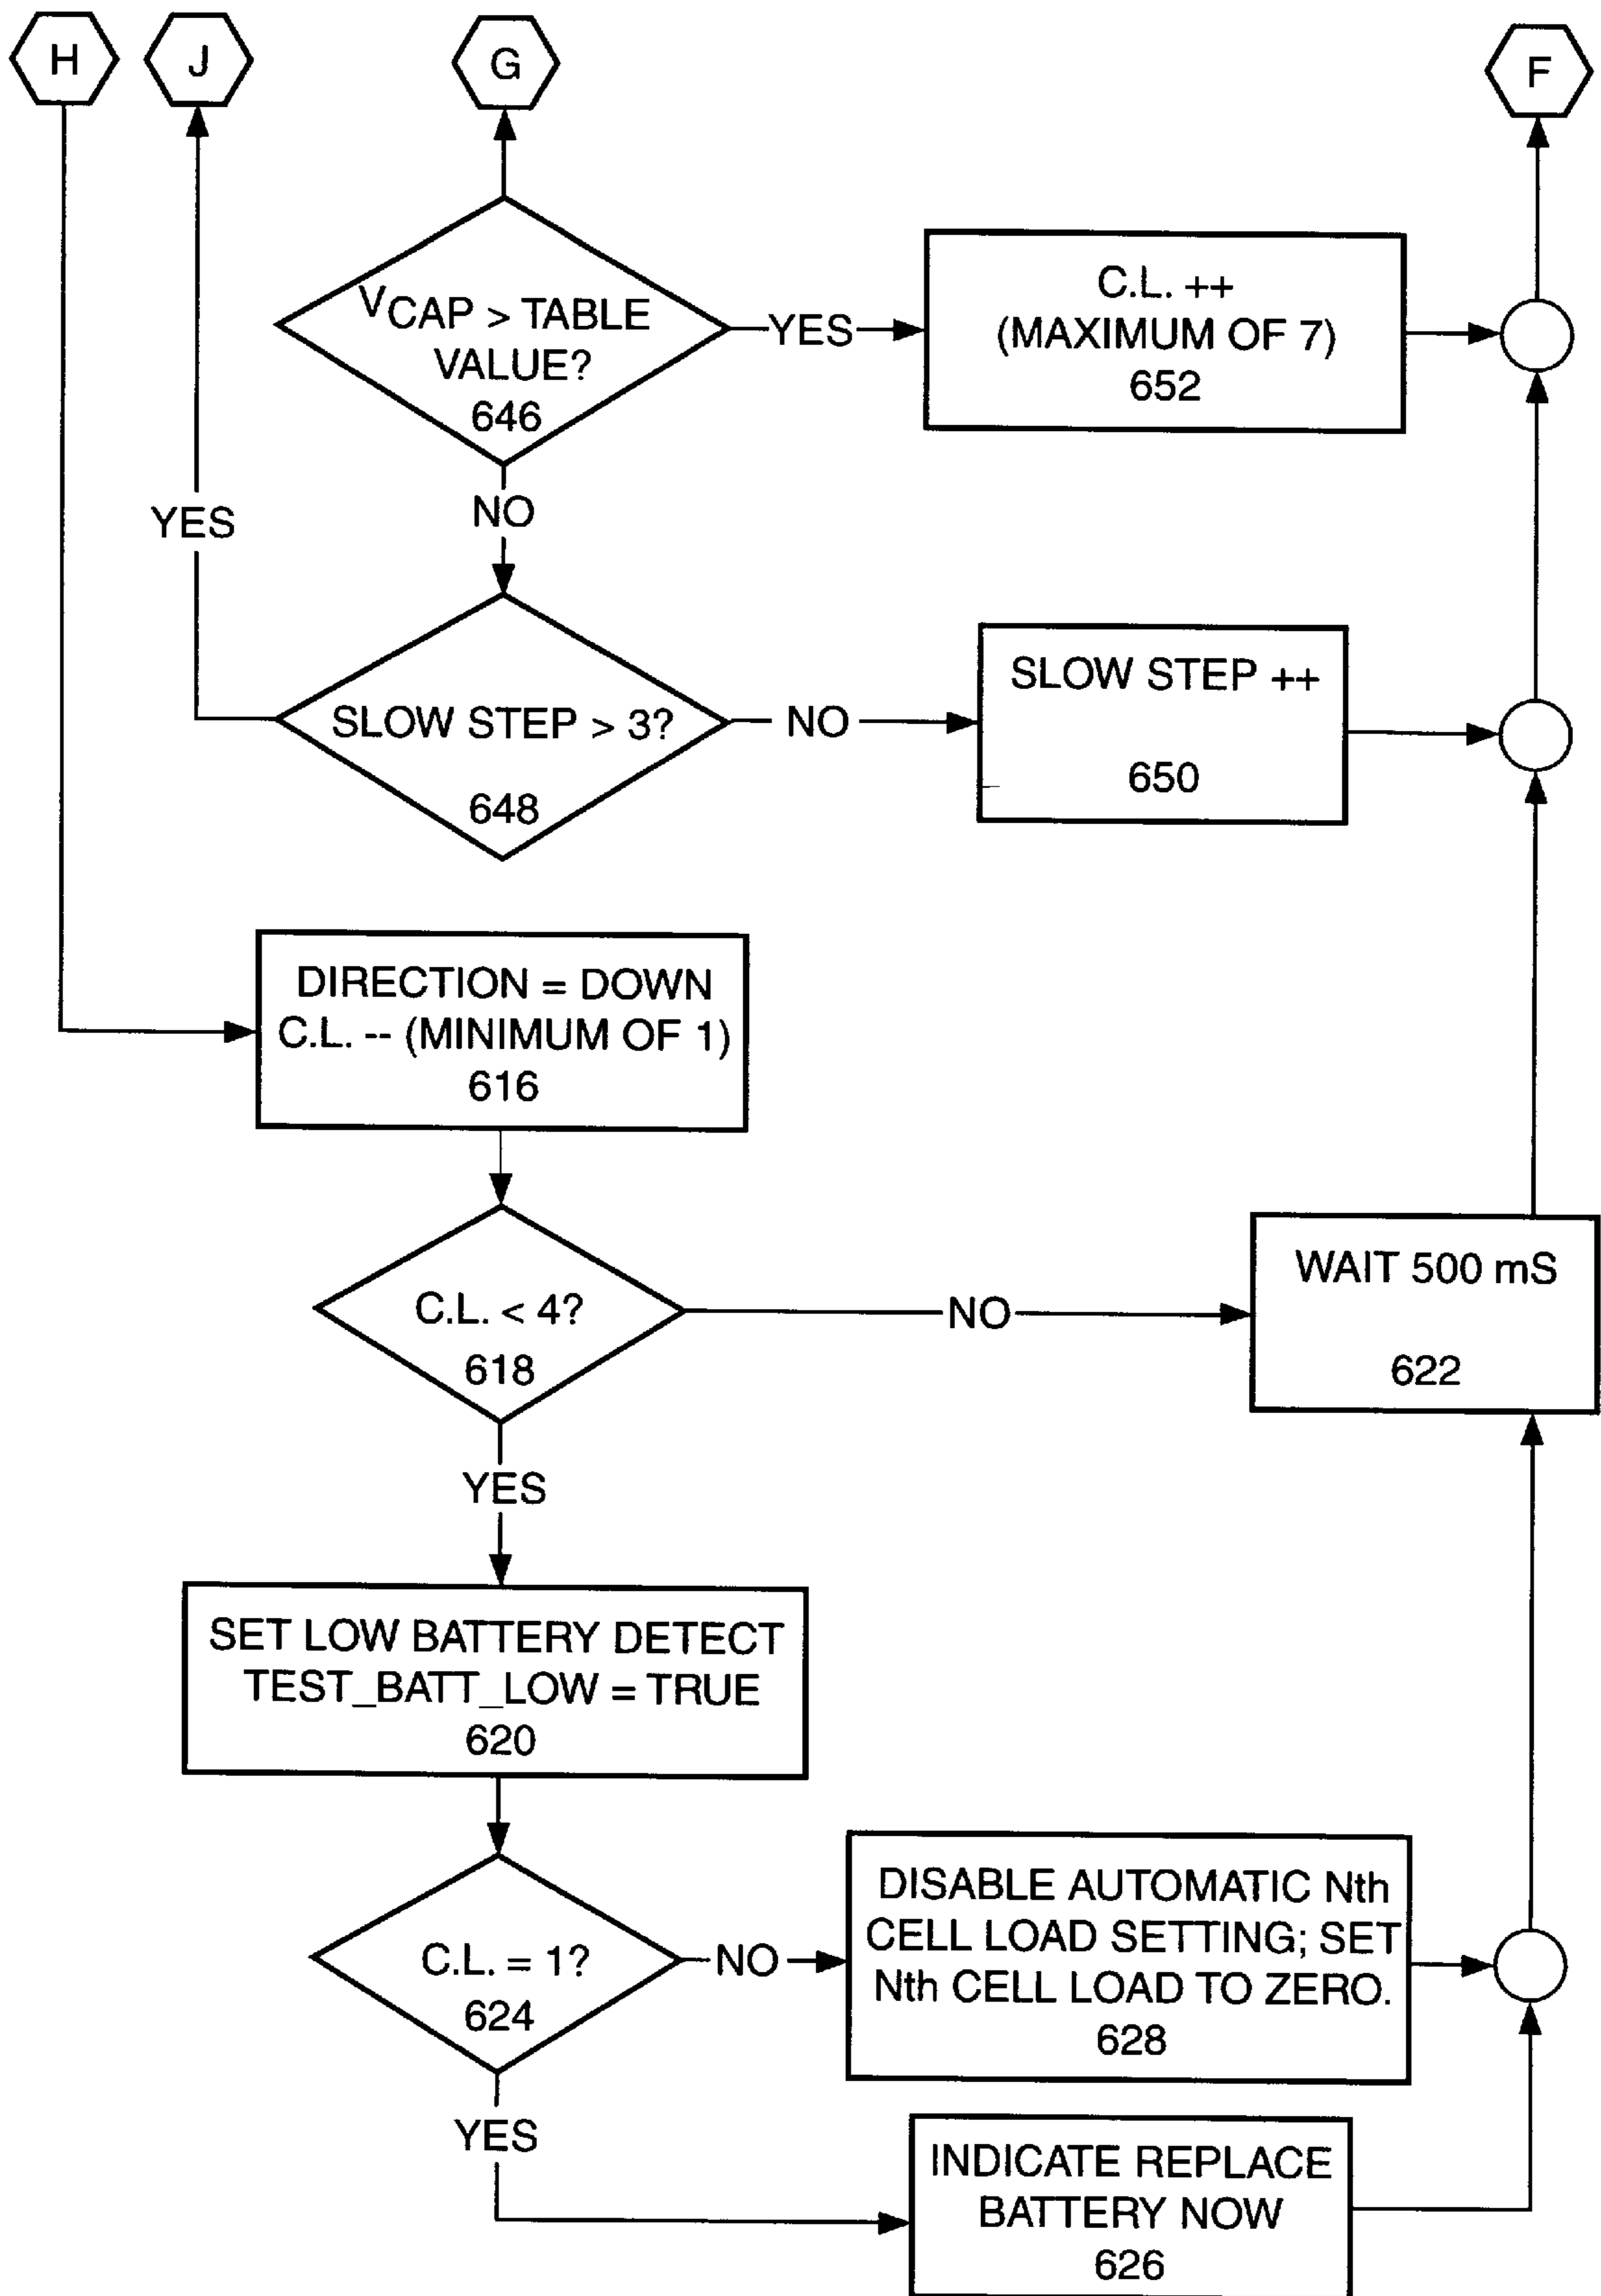 H
J
G
F
VCAP > TABLE
VALUE?
646
YES
C.L. ++
(MAXIMUM OF 7)
652
NO
YES
SLOW STEP > 3?
648
NO
SLOW STEP ++
650
DIRECTION = DOWN
C.L. -- (MINIMUM OF 1)
616
C.L. < 4?
618
NO
WAIT 500 mS
622
YES
SET LOW BATTERY DETECT
TEST_BATT_LOW = TRUE
620
C.L. = 1?
624
NO
DISABLE AUTOMATIC Nth
CELL LOAD SETTING; SET
Nth CELL LOAD TO ZERO.
628
YES
INDICATE REPLACE
BATTERY NOW
626